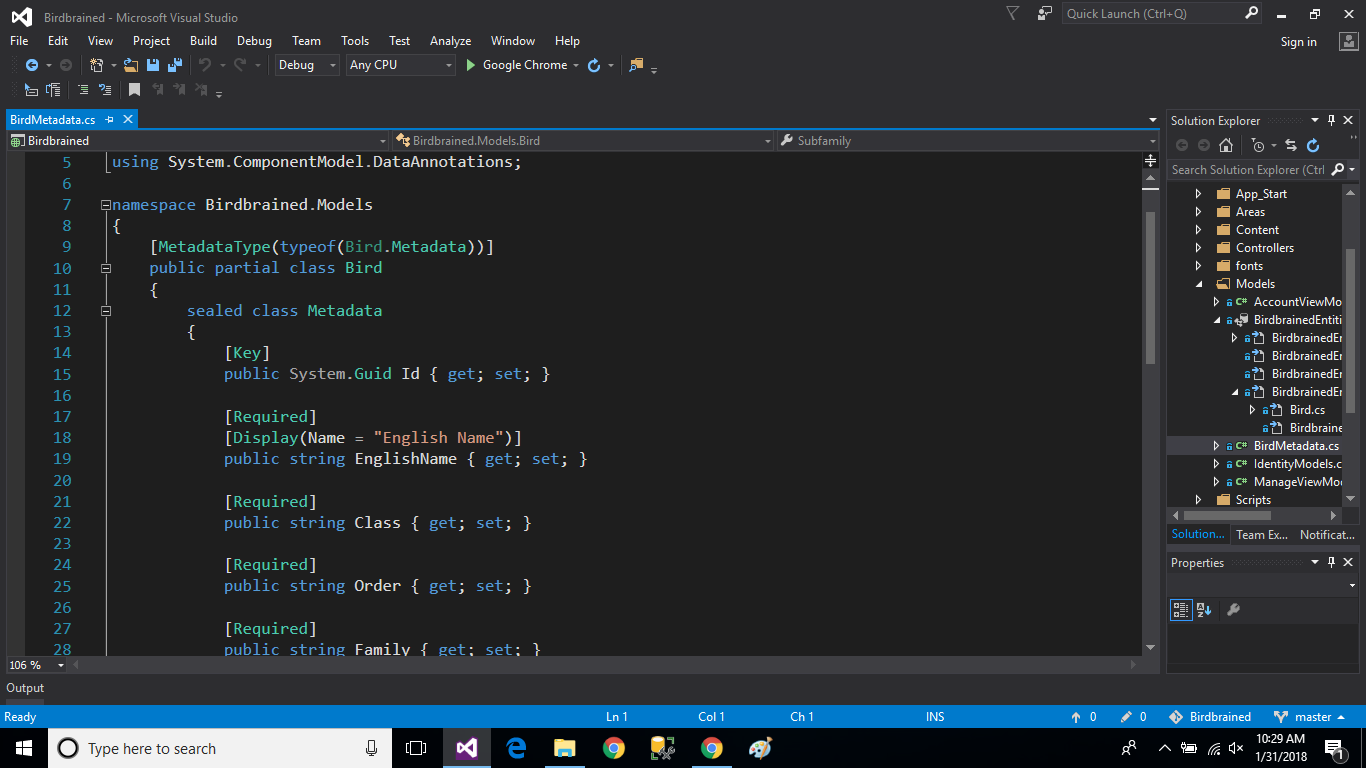 Birdbrained - Microsoft Visual Studio
Quick Launch (Ctrl+Q)
File Edit View Project Build Debug Team Tools Test Analyze Window Help
Sign in
Debug Any CPU Google Chrome
BirdMetadata.cs
Birdbrained Birdbrained.Models.Bird Subfamily
5 using System.ComponentModel.DataAnnotations;
6
7 namespace Birdbrained.Models
8 {
9 [MetadataType(typeof(Bird.Metadata))]
10 public partial class Bird
11 {
12 sealed class Metadata
13 {
14 [Key]
15 public System.Guid Id { get; set; }
16
17 [Required]
18 [Display(Name = "English Name")]
19 public string EnglishName { get; set; }
20
21 [Required]
22 public string Class { get; set; }
23
24 [Required]
25 public string Order { get; set; }
26
27 [Required]
28 public string Family { get; set; }
106 %
Solution Explorer
Search Solution Explorer (Ctrl
App_Start
Areas
Content
Controllers
fonts
Models
C# AccountViewMo
BirdbrainedEntiti
BirdbrainedEn
BirdbrainedEn
BirdbrainedEn
BirdbrainedEn
Bird.cs
Birdbraine
C# BirdMetadata.cs
C# IdentityModels.c
C# ManageViewMo
Scripts
Solution... Team Ex... Notificat...
Properties
Output
Ready Ln 1 Col 1 Ch 1 INS 0 0 Birdbrained master
Type here to search
10:29 AM
1/31/2018
1